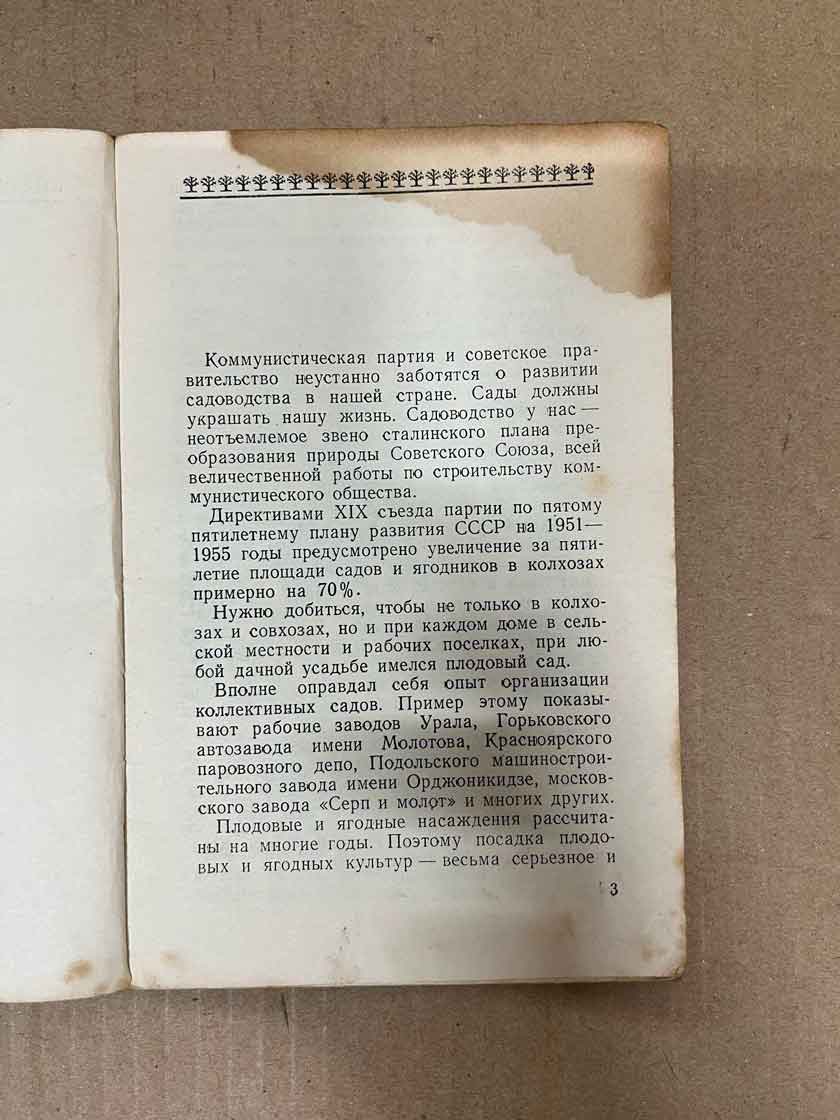 Коммунистическая партия и советское пра-
вительство неустанно заботятся о развитии
садоводства в нашей стране. Сады должны
украшать нашу жизнь. Садоводство у нас —
неотъемлемое звено сталинского плана пре-
образования природы Советского Союза, всей
величественной работы по строительству ком-
мунистического общества.
Директивами XIX съезда партии по пятому
пятилетнему плану развития СССР на 1951—
1955 годы предусмотрено увеличение за пяти-
летие площади садов и ягодников в колхозах
примерно на 70%.
Нужно добиться, чтобы не только в колхо-
зах и совхозах, но и при каждом доме в сель-
ской местности и рабочих поселках, при лю-
бой дачной усадьбе имелся плодовый сад.
Вполне оправдал себя опыт организации
коллективных садов. Пример этому показы-
вают рабочие заводов Урала, Горьковского
автозавода имени Молотова, Красноярского
паровозного депо, Подольского машинострои-
тельного завода имени Орджоникидзе, москов-
ского завода «Серп и молот» и многих других.
Плодовые и ягодные насаждения рассчита-
ны на многие годы. Поэтому посадка плодо-
вых и ягодных культур — весьма серьезное и
3